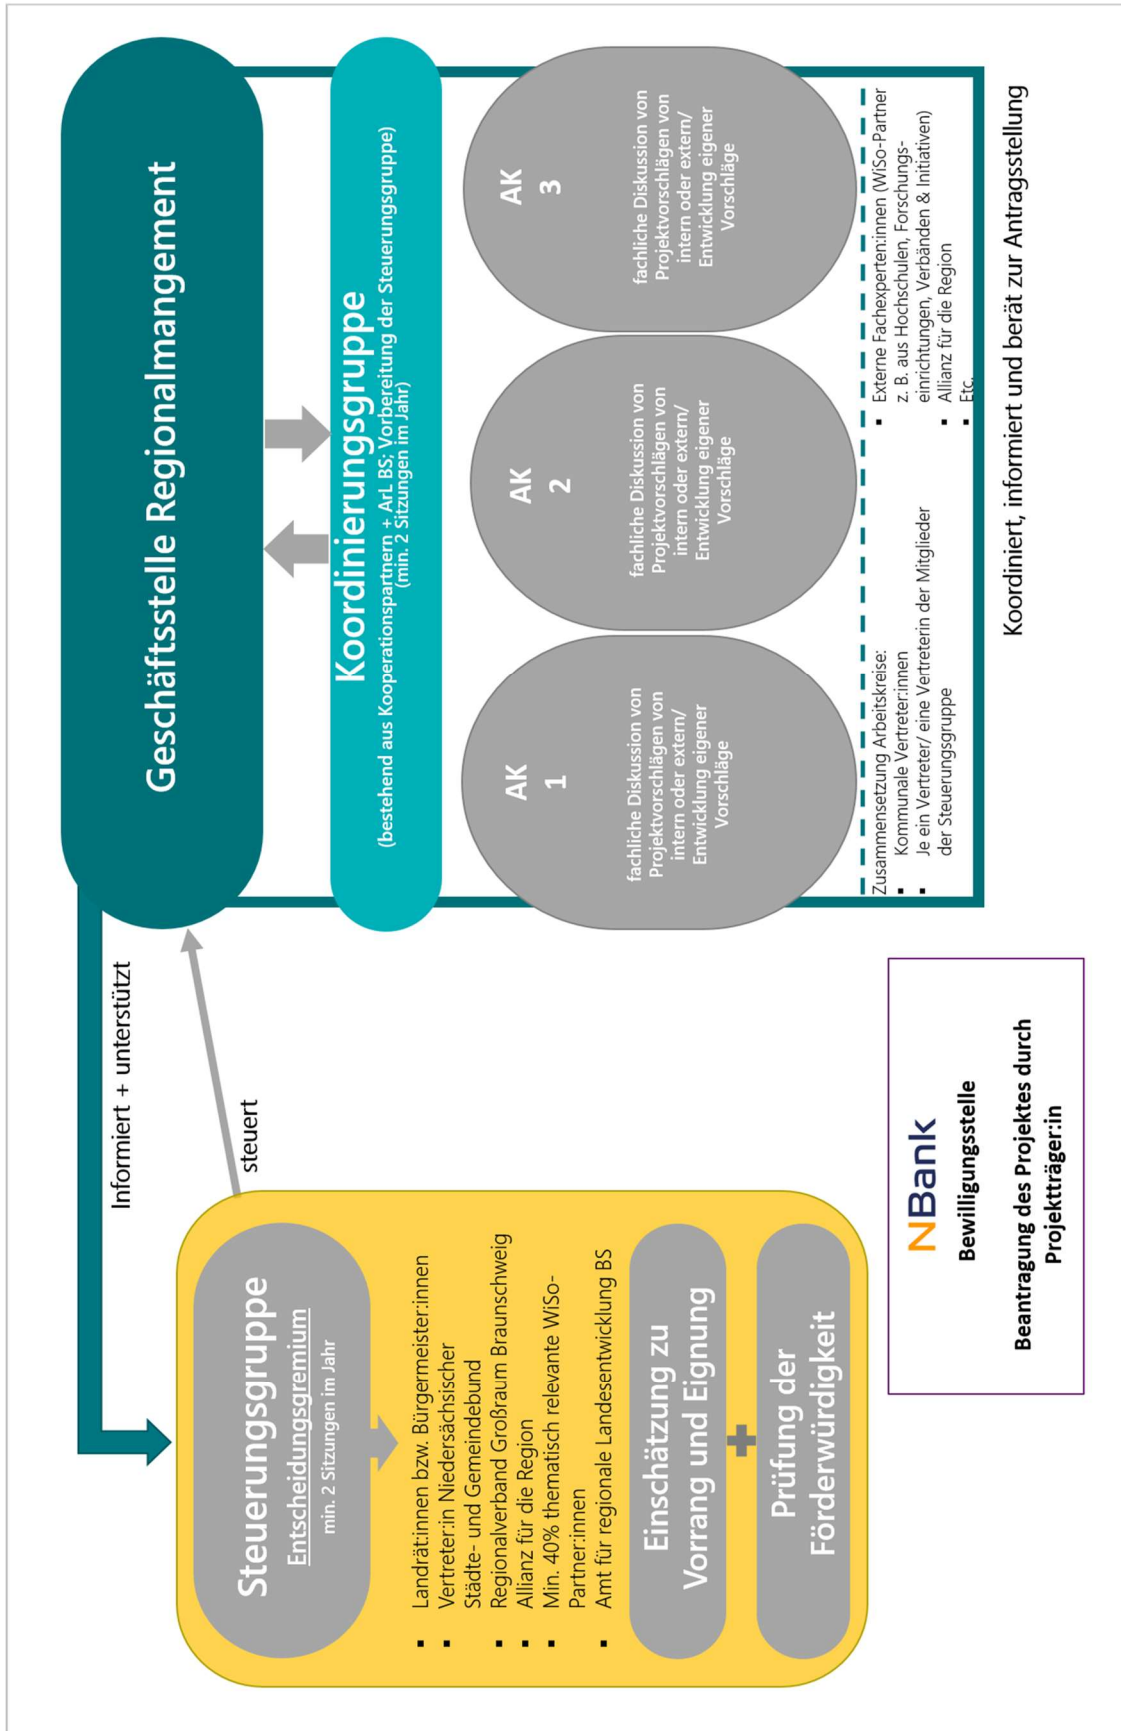 Informiert + unterstützt
steuert
Steuerungsgruppe
Entscheidungsgremium
min. 2 Sitzungen im Jahr
▪ Landrät:innen bzw. Bürgermeister:innen
▪ Vertreter:in Niedersächsischer
Städte- und Gemeindebund
▪ Regionalverband Großraum Braunschweig
▪ Allianz für die Region
▪ Min. 40% thematisch relevante WiSo-
Partner:innen
▪ Amt für regionale Landesentwicklung BS
Einschätzung zu
Vorrang und Eignung
Prüfung der
Förderwürdigkeit
NBank
Bewilligungsstelle
Beantragung des Projektes durch
Projektträger:in
Geschäftsstelle Regionalmangement
Koordinierungsgruppe
(bestehend aus Kooperationspartnern + ArL BS; Vorbereitung der Steuerungsgruppe)
(min. 2 Sitzungen im Jahr)
AK
1
fachliche Diskussion von
Projektvorschlägen von
intern oder extern/
Entwicklung eigener
Vorschläge
AK
2
fachliche Diskussion von
Projektvorschlägen von
intern oder extern/
Entwicklung eigener
Vorschläge
AK
3
fachliche Diskussion von
Projektvorschlägen von
intern oder extern/
Entwicklung eigener
Vorschläge
Zusammensetzung Arbeitskreise:
▪ Kommunale Vertreter:innen
▪ Je ein Vertreter/ eine Vertreterin der Mitglieder
der Steuerungsgruppe
▪ Externe Fachexperten:innen (WiSo-Partner
z. B. aus Hochschulen, Forschungs-
einrichtungen, Verbänden & Initiativen)
▪ Allianz für die Region
▪ Etc.
Koordiniert, informiert und berät zur Antragsstellung